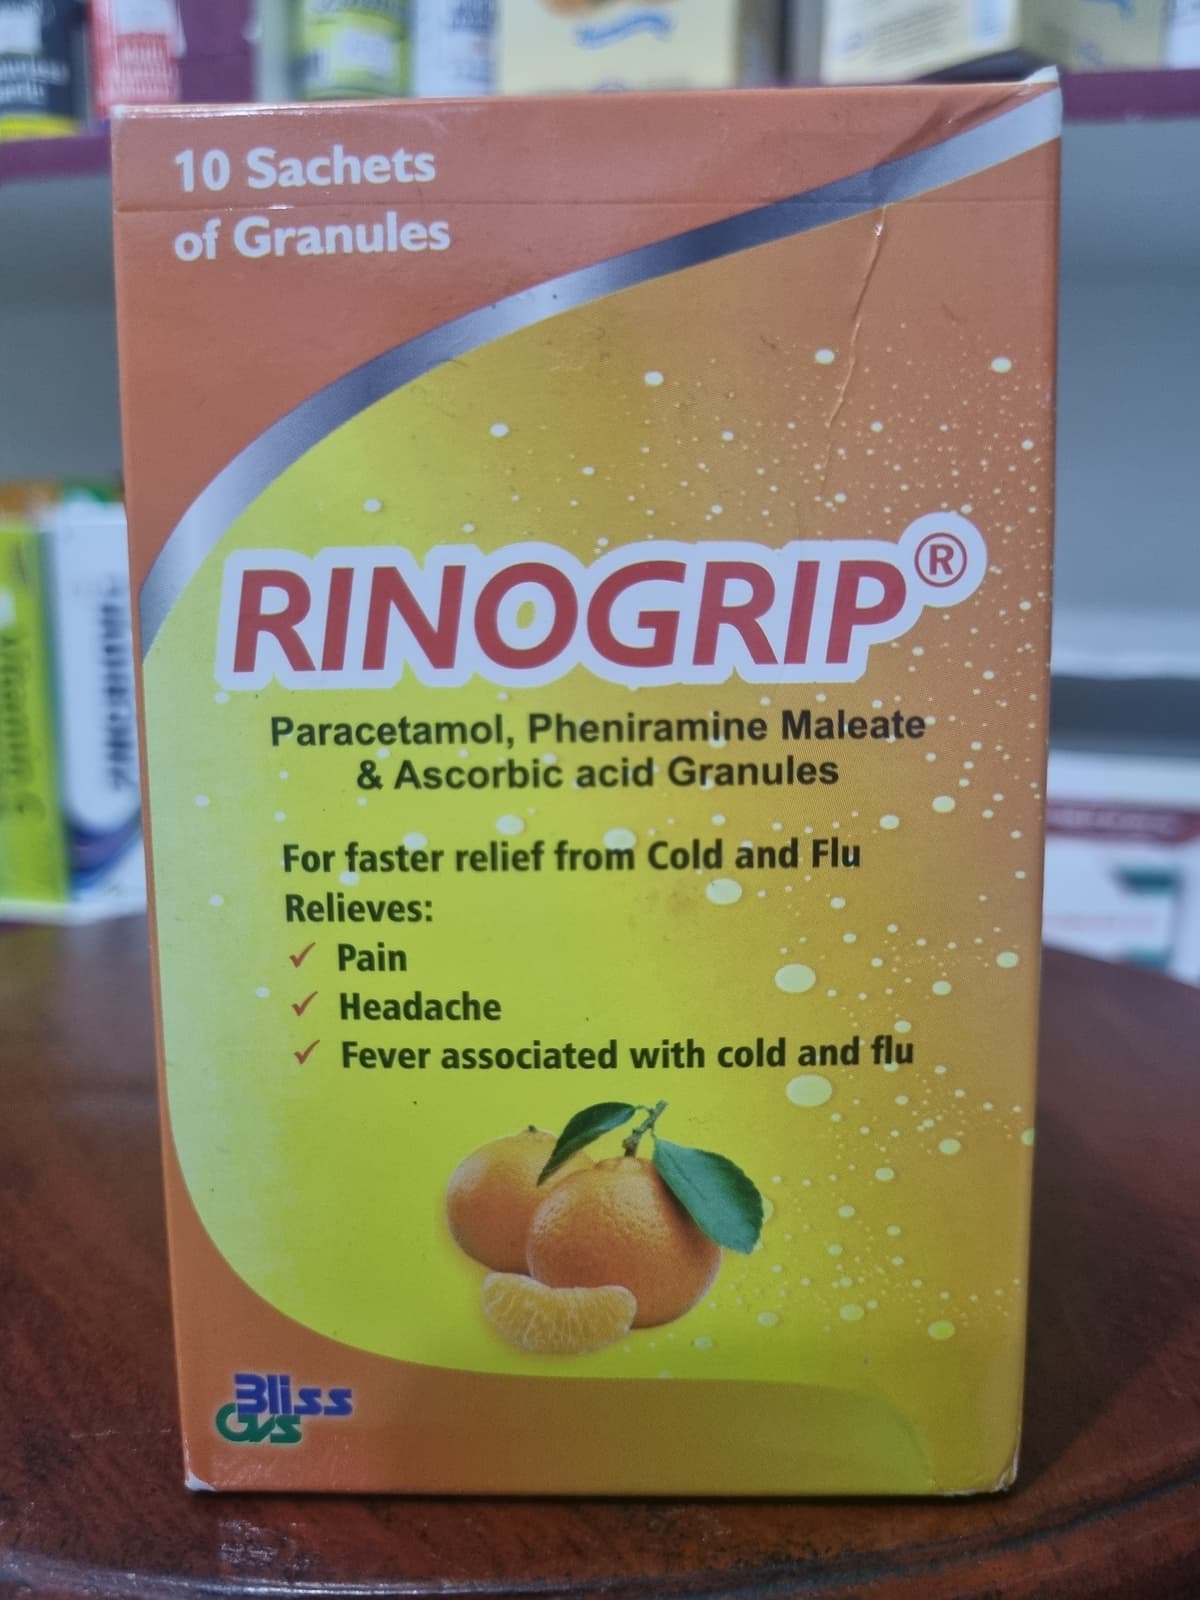 10 Sachets
of Granules
RINOGRIP®
Paracetamol, Pheniramine Maleate
& Ascorbic acid Granules
For faster relief from Cold and Flu
Relieves:
✓ Pain
✓ Headache
✓ Fever associated with cold and flu
Bliss
GVS